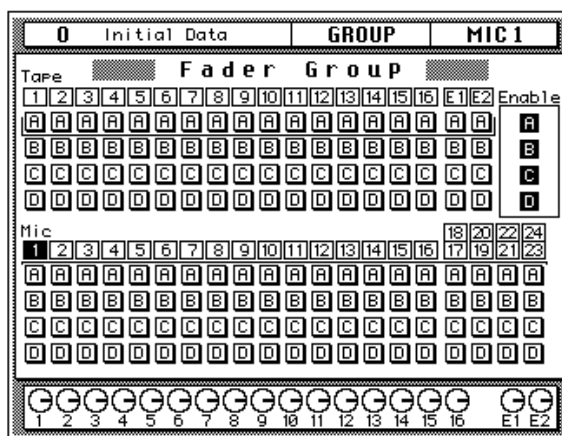 0 Initial Data GROUP MIC 1
Fader Group
Tape
1 2 3 4 5 6 7 8 9 10 11 12 13 14 15 16 E1 E2 Enable
A A A A A A A A A A A A A A A A A A A
B B B B B B B B B B B B B B B B B B B
C C C C C C C C C C C C C C C C C C C
D D D D D D D D D D D D D D D D D D D
Mic
18 20 22 24
1 2 3 4 5 6 7 8 9 10 11 12 13 14 15 16 17 19 21 23
A A A A A A A A A A A A A A A A A A A A
B B B B B B B B B B B B B B B B B B B B
C C C C C C C C C C C C C C C C C C C C
D D D D D D D D D D D D D D D D D D D D
1 2 3 4 5 6 7 8 9 10 11 12 13 14 15 16 E1 E2